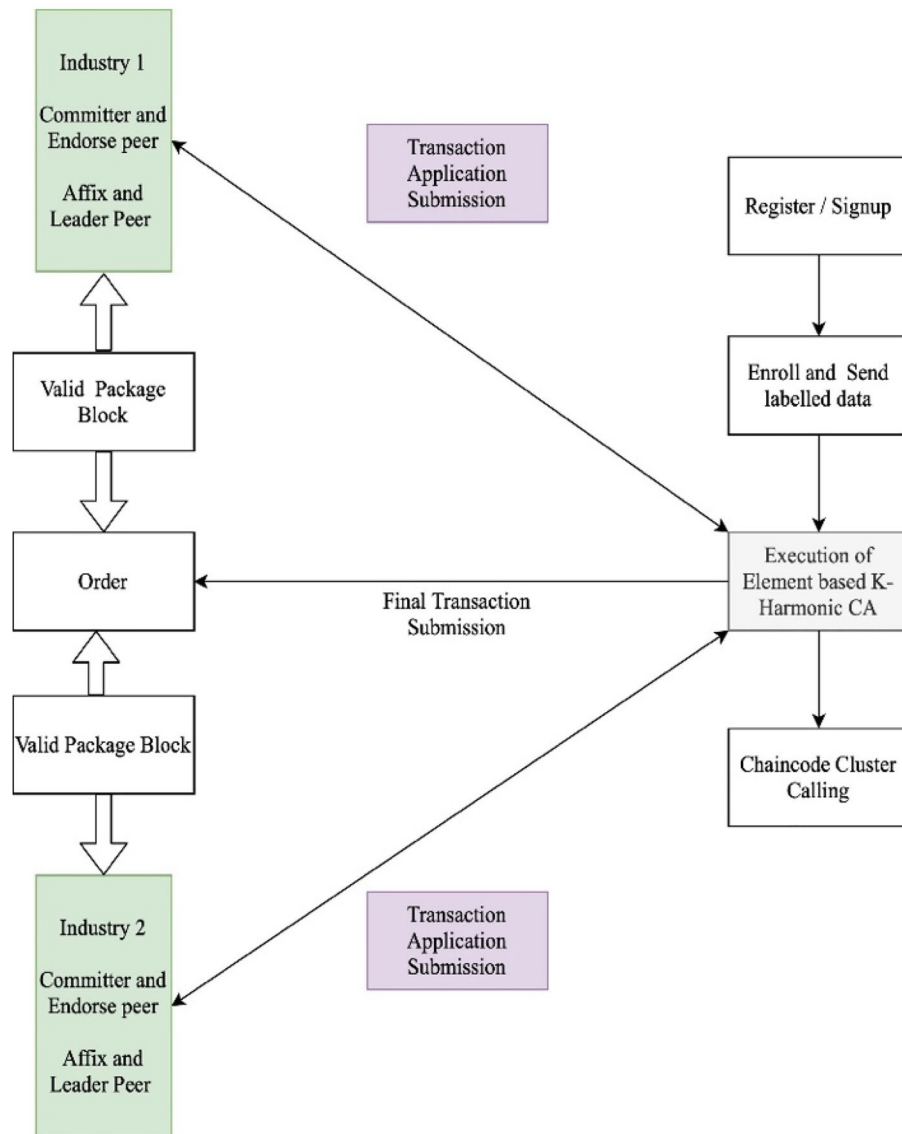 Industry 1
Committer and
Endorse peer
Affix and
Leader Peer
Transaction
Application
Submission
Register / Signup
Valid Package
Block
Enroll and Send
labelled data
Order
Final Transaction
Submission
Execution of
Element based K-
Harmonic CA
Valid Package Block
Chaincode Cluster
Calling
Industry 2
Committer and
Endorse peer
Affix and
Leader Peer
Transaction
Application
Submission